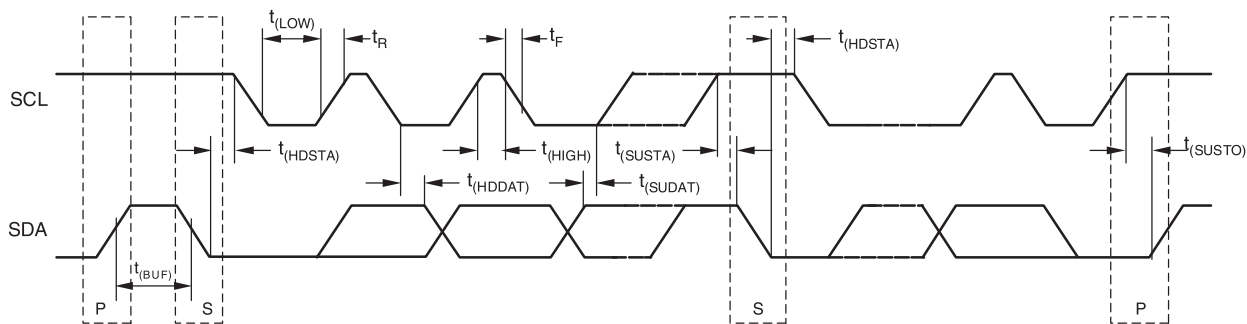 t(LOW)
tR
tF
t(HDSTA)
SCL
t(HDSTA)
t(HIGH)
t(SUSTA)
t(SUSTO)
t(HDDAT)
t(SUDAT)
SDA
t(BUF)
P
S
S
P